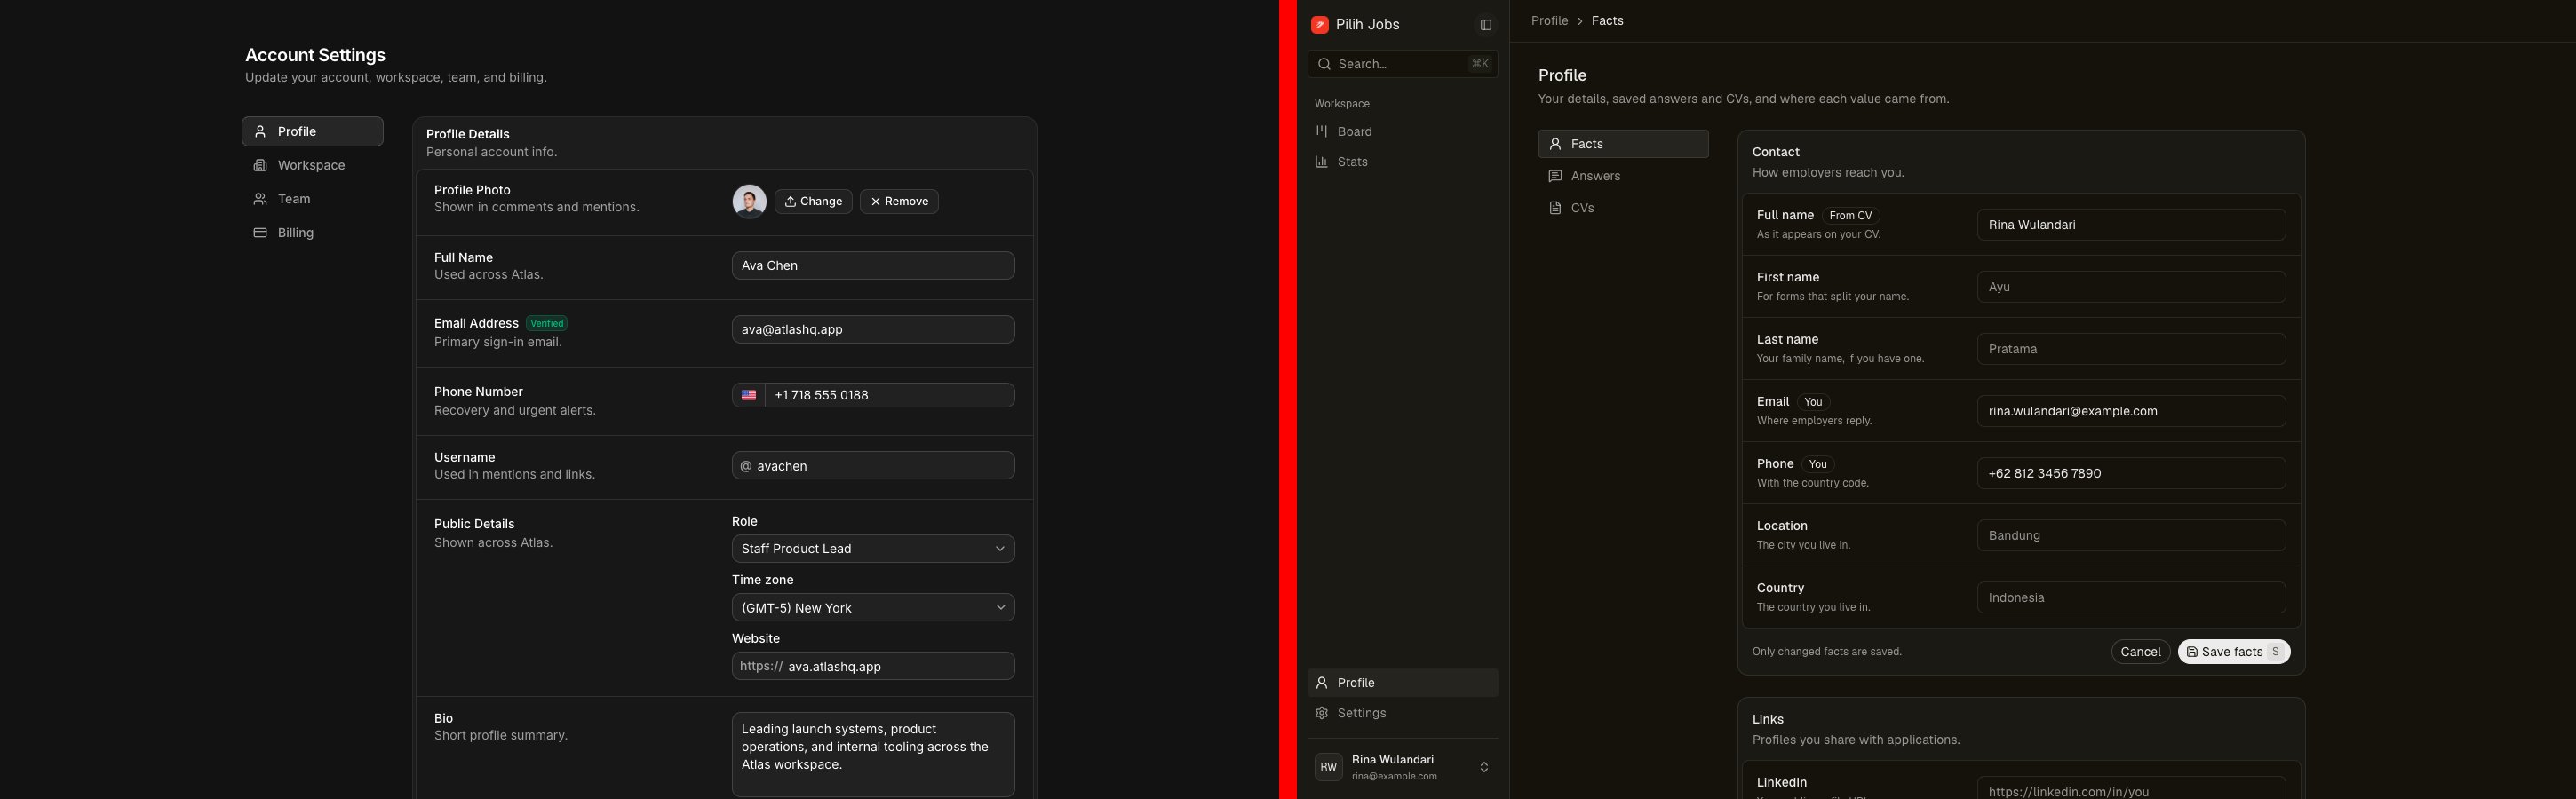 Account Settings
Update your account, workspace, team, and billing.
Profile
Workspace
Team
Billing
Profile Details
Personal account info.
Profile Photo
Shown in comments and mentions.
Change
Remove
Full Name
Used across Atlas.
Ava Chen
Email Address Verified
Primary sign-in email.
ava@atlashq.app
Phone Number
Recovery and urgent alerts.
+1 718 555 0188
Username
Used in mentions and links.
@ avachen
Public Details
Shown across Atlas.
Role
Staff Product Lead
Time zone
(GMT-5) New York
Website
https:// ava.atlashq.app
Bio
Short profile summary.
Leading launch systems, product
operations, and internal tooling across the
Atlas workspace.
Pilih Jobs
Search... ⌘K
Workspace
Board
Stats
Profile
Settings
RW
Rina Wulandari
rina@example.com
Profile > Facts
Profile
Your details, saved answers and CVs, and where each value came from.
Facts
Answers
CVs
Contact
How employers reach you.
Full name From CV
As it appears on your CV.
Rina Wulandari
First name
For forms that split your name.
Ayu
Last name
Your family name, if you have one.
Pratama
Email You
Where employers reply.
rina.wulandari@example.com
Phone You
With the country code.
+62 812 3456 7890
Location
The city you live in.
Bandung
Country
The country you live in.
Indonesia
Only changed facts are saved.
Cancel
Save facts S
Links
Profiles you share with applications.
LinkedIn
https://linkedin.com/in/you